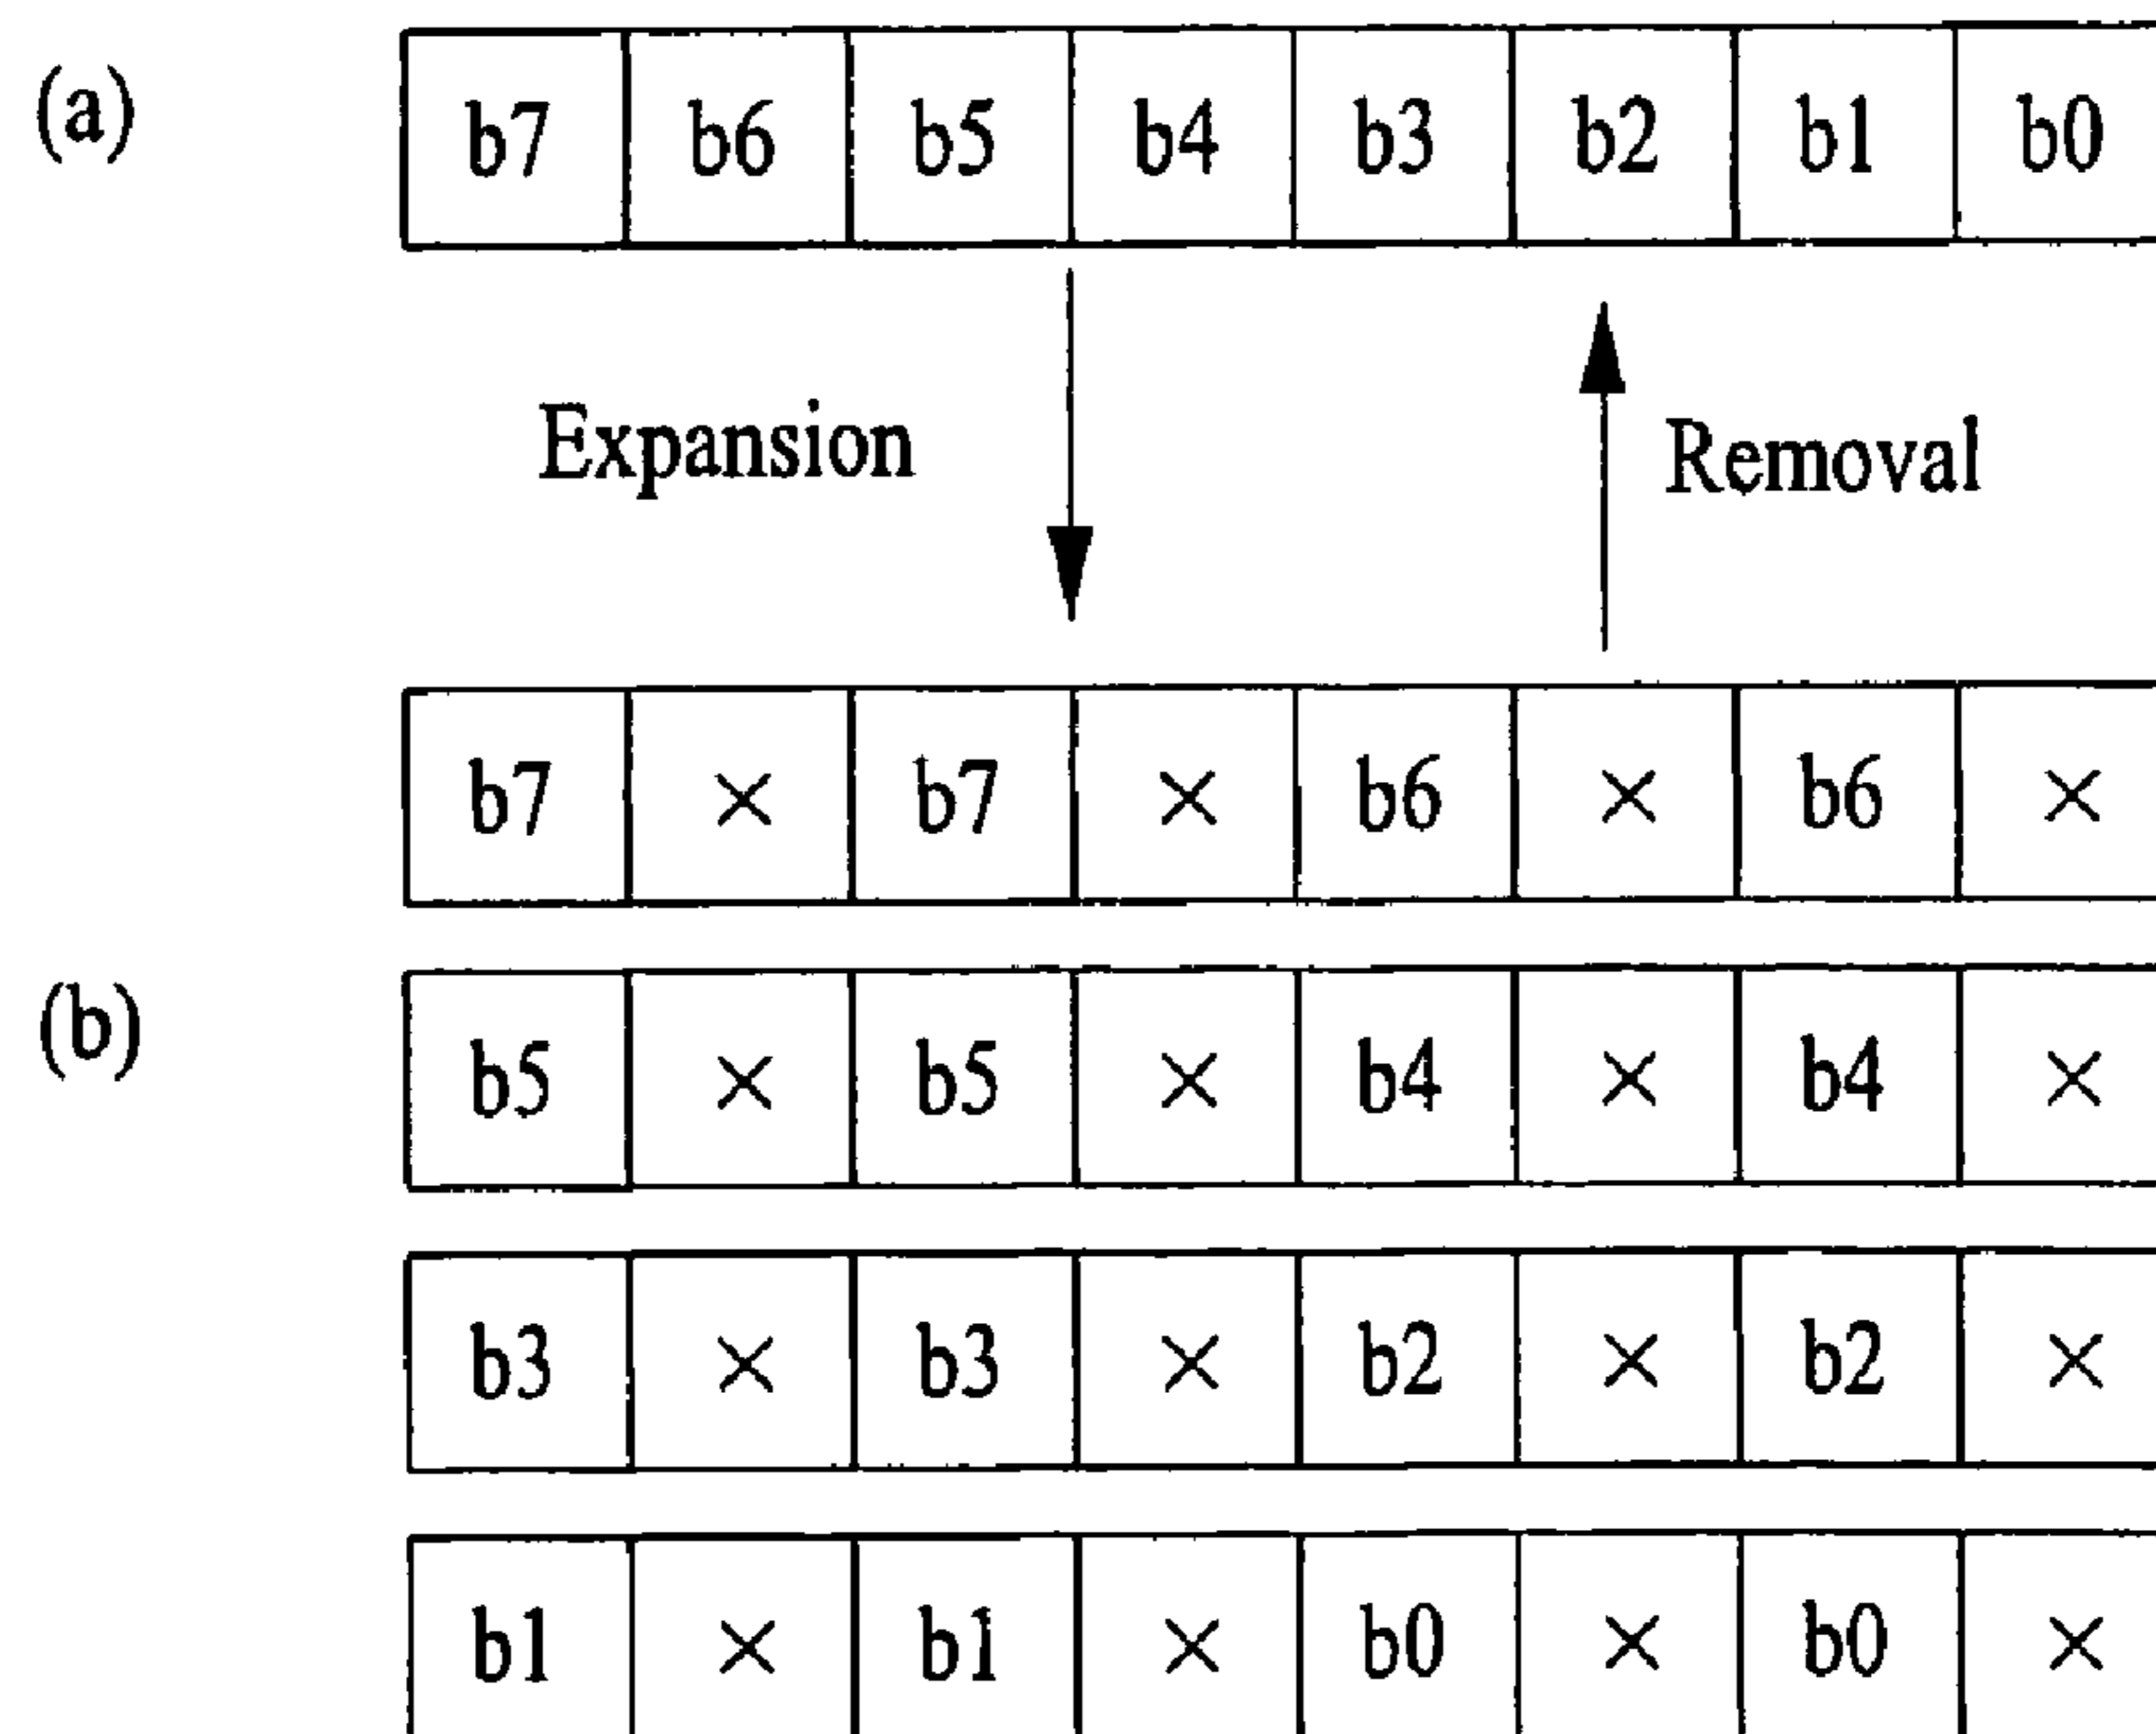 (a) b7 b6 b5 b4 b3 b2 b1 b0
Expansion Removal
b7 × b7 × b6 × b6 ×
(b) b5 × b5 × b4 × b4 ×
b3 × b3 × b2 × b2 ×
b1 × b1 × b0 × b0 ×